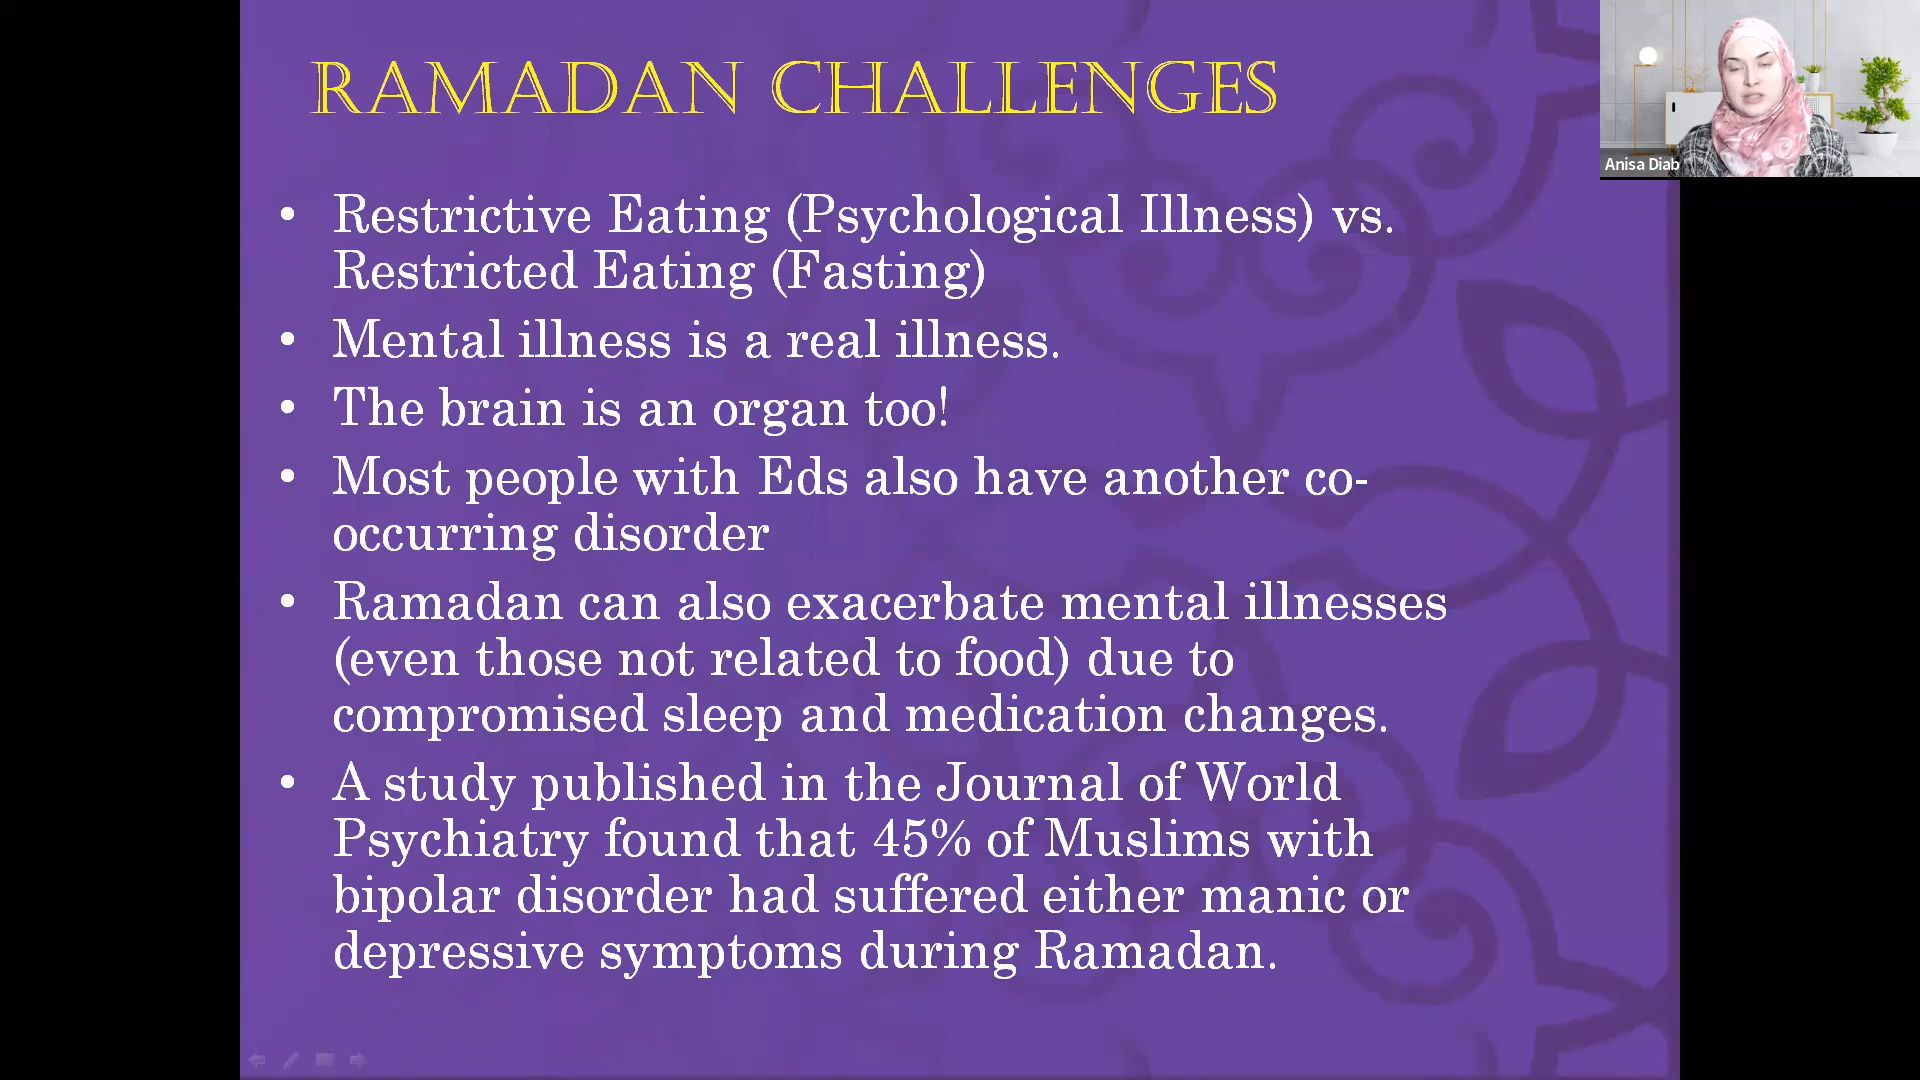 RAMADAN CHALLENGES
• Restrictive Eating (Psychological Illness) vs.
Restricted Eating (Fasting)
• Mental illness is a real illness.
• The brain is an organ too!
• Most people with Eds also have another co-
occurring disorder
• Ramadan can also exacerbate mental illnesses
(even those not related to food) due to
compromised sleep and medication changes.
• A study published in the Journal of World
Psychiatry found that 45% of Muslims with
bipolar disorder had suffered either manic or
depressive symptoms during Ramadan.
Anisa Diab